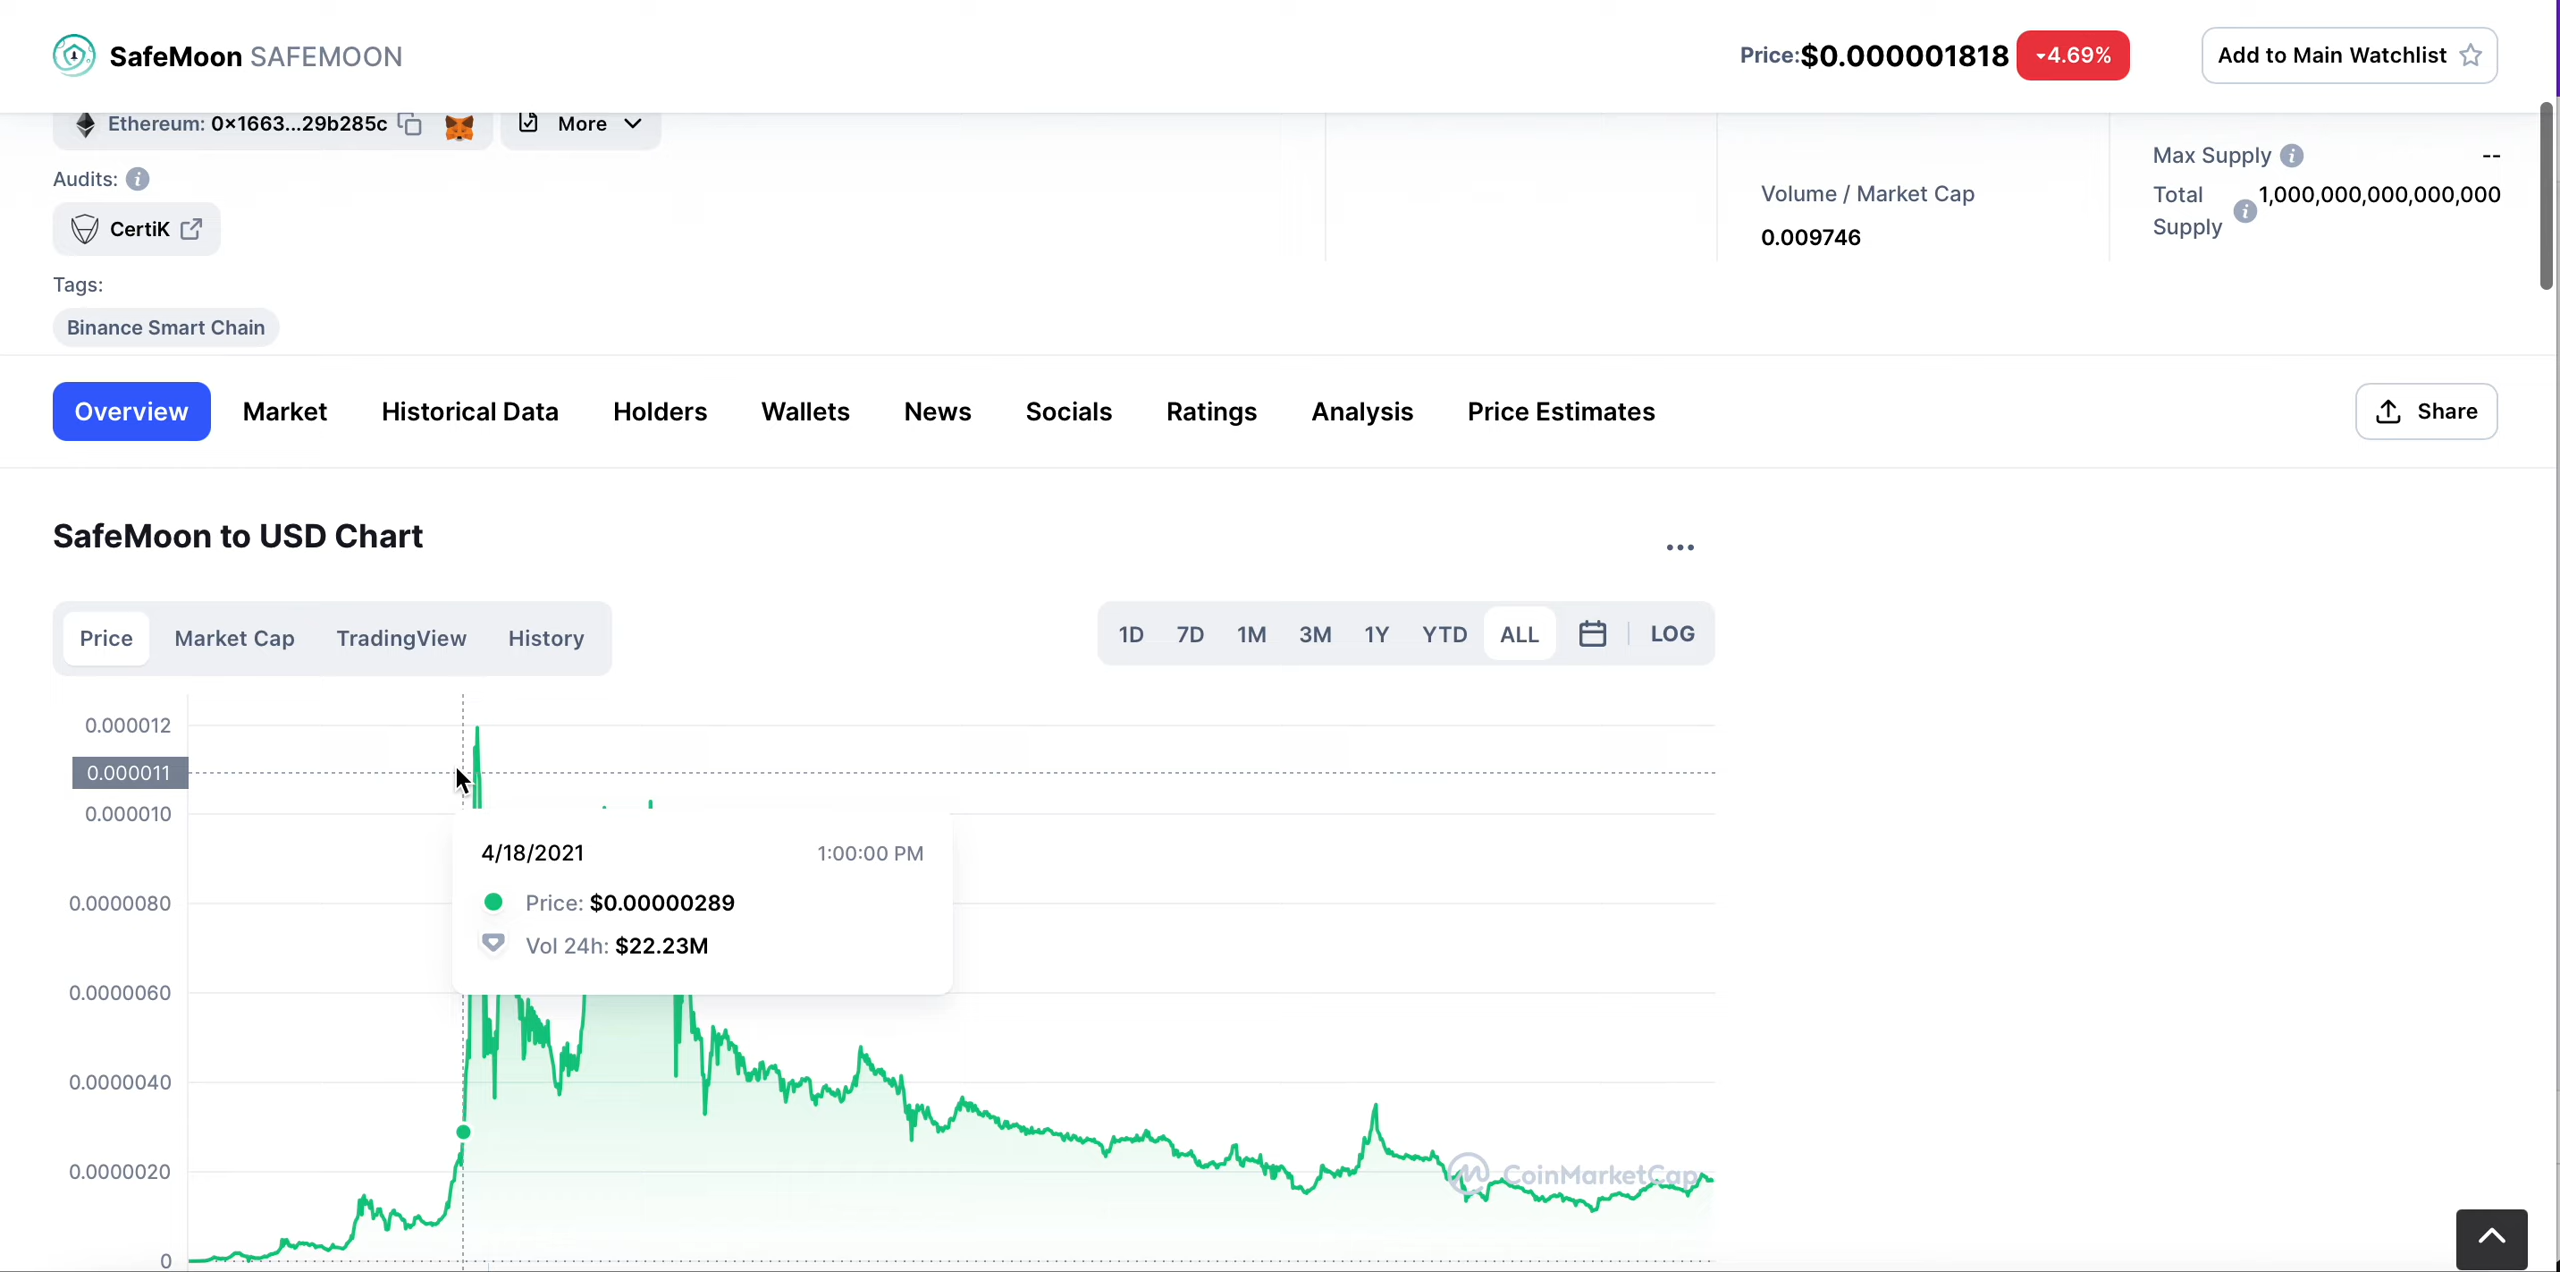 SafeMoon SAFEMOON
Price:$0.000001818 4.69% Add to Main Watchlist
Ethereum: 0x1663...29b285c More
Max Supply --
Audits:
Volume / Market Cap
Total Supply 1,000,000,000,000,000
CertiK
0.009746
Tags:
Binance Smart Chain
Overview Market Historical Data Holders Wallets News Socials Ratings Analysis Price Estimates Share
SafeMoon to USD Chart
Price Market Cap TradingView History 1D 7D 1M 3M 1Y YTD ALL LOG
0.000012
0.000011
0.000010
4/18/2021 1:00:00 PM
0.0000080
Price: $0.00000289
Vol 24h: $22.23M
0.0000060
0.0000040
0.0000020
CoinMarketCap
0